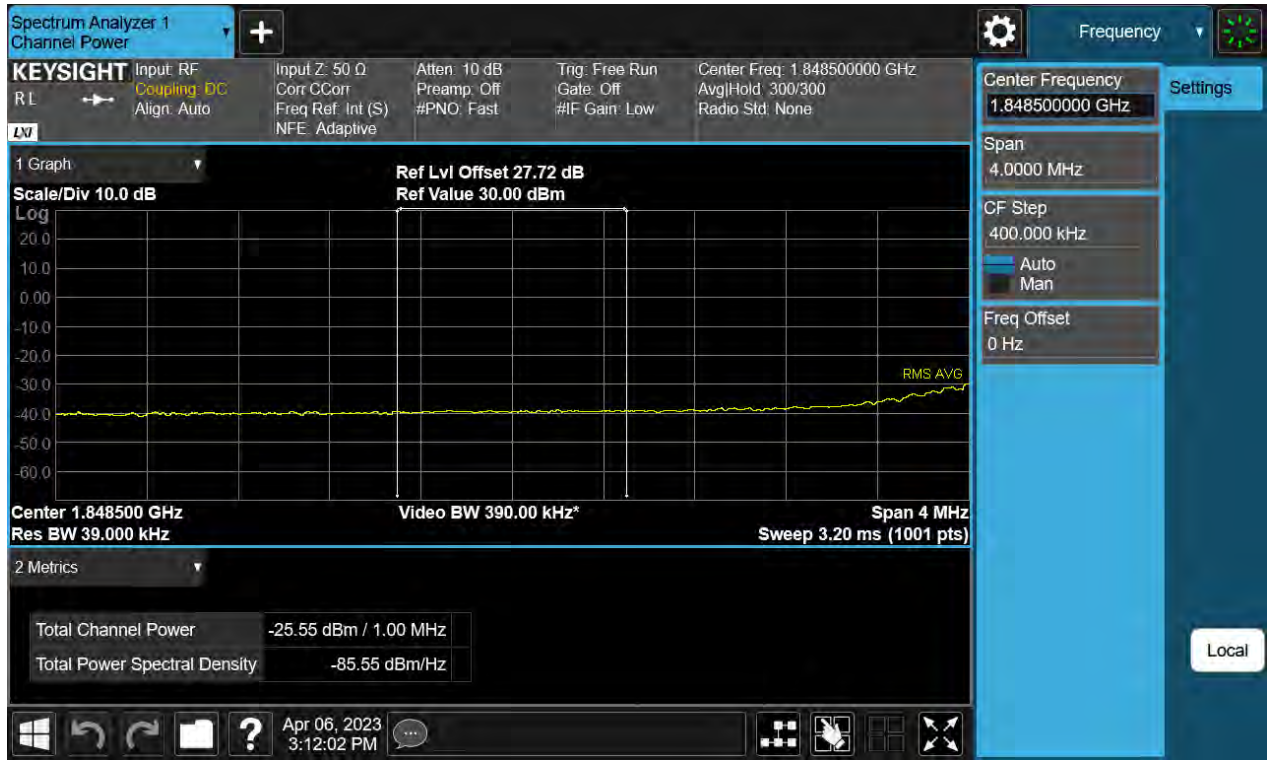 Spectrum Analyzer 1
Channel Power
+
Frequency
KEYSIGHT
RL
LXI
Input: RF
Coupling: DC
Align: Auto
Input Z: 50 Ω
Corr CCorr
Freq Ref: Int (S)
NFE: Adaptive
Atten: 10 dB
Preamp: Off
#PNO: Fast
Trig: Free Run
Gate: Off
#IF Gain: Low
Center Freq: 1.848500000 GHz
Avg|Hold: 300/300
Radio Std: None
1 Graph
Scale/Div 10.0 dB
Ref Lvl Offset 27.72 dB
Ref Value 30.00 dBm
Log
20.0
10.0
0.00
-10.0
-20.0
-30.0
-40.0
-50.0
-60.0
RMS AVG
Center 1.848500 GHz
Res BW 39.000 kHz
Video BW 390.00 kHz*
Span 4 MHz
Sweep 3.20 ms (1001 pts)
2 Metrics
Total Channel Power -25.55 dBm / 1.00 MHz
Total Power Spectral Density -85.55 dBm/Hz
?
Apr 06, 2023
3:12:02 PM
Center Frequency
1.848500000 GHz
Span
4.0000 MHz
CF Step
400.000 kHz
Auto
Man
Freq Offset
0 Hz
Settings
Local